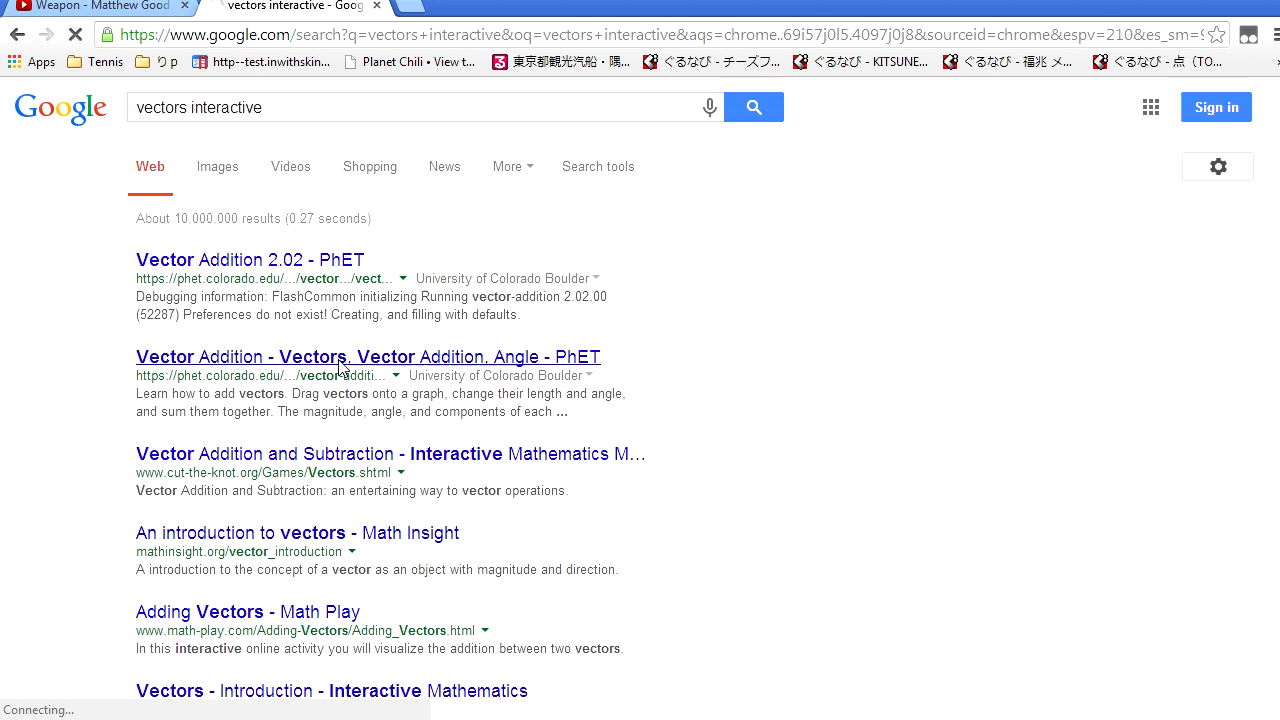 Weapon - Matthew Good
vectors interactive - Goog
https://www.google.com/search?q=vectors+interactive&oq=vectors+interactive&aqs=chrome..69i57j0l5.4097j0j8&sourceid=chrome&espv=210&es_sm=9
Apps Tennis りp http--test.inwithskin... Planet Chili • View t... 東京都観光汽船・隅... ぐるなび - チーズフ... ぐるなび - KITSUNE... ぐるなび - 福兆 メ... ぐるなび - 点（TO...
Google vectors interactive Sign in
Web Images Videos Shopping News More Search tools
About 10,000,000 results (0.27 seconds)
Vector Addition 2.02 - PhET
https://phet.colorado.edu/.../vector.../vect... University of Colorado Boulder
Debugging information: FlashCommon initializing Running vector-addition 2.02.00
(52287) Preferences do not exist! Creating, and filling with defaults.
Vector Addition - Vectors, Vector Addition, Angle - PhET
https://phet.colorado.edu/.../vector-additi... University of Colorado Boulder
Learn how to add vectors. Drag vectors onto a graph, change their length and angle,
and sum them together. The magnitude, angle, and components of each ...
Vector Addition and Subtraction - Interactive Mathematics M...
www.cut-the-knot.org/Games/Vectors.shtml
Vector Addition and Subtraction: an entertaining way to vector operations.
An introduction to vectors - Math Insight
mathinsight.org/vector_introduction
A introduction to the concept of a vector as an object with magnitude and direction.
Adding Vectors - Math Play
www.math-play.com/Adding-Vectors/Adding_Vectors.html
In this interactive online activity you will visualize the addition between two vectors.
Vectors - Introduction - Interactive Mathematics
Connecting...